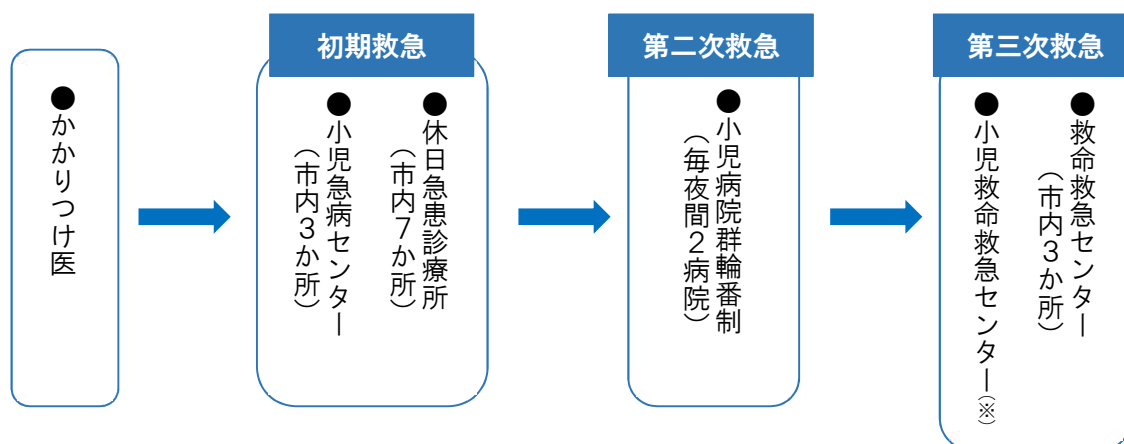 かかりつけ医
初期救急
●休日急患診療所
（市内７か所）
●小児急病センター
（市内３か所）
第二次救急
●小児病院群輪番制
（毎夜間２病院）
第三次救急
●救命救急センター
（市内３か所）
●小児救命救急センター（※）